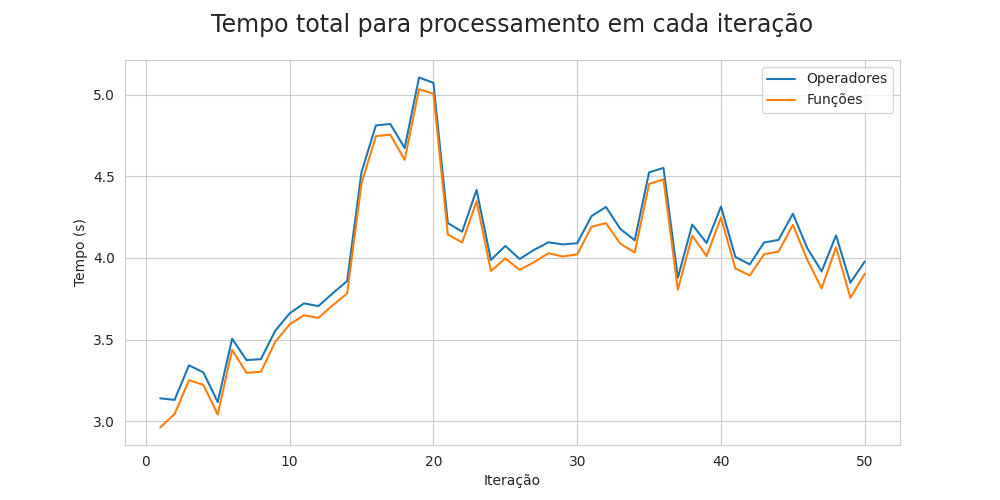 Tempo total para processamento em cada iteração
Operadores
Funções
5.0
4.5
4.0
3.5
3.0
Tempo (s)
0 10 20 30 40 50
Iteração